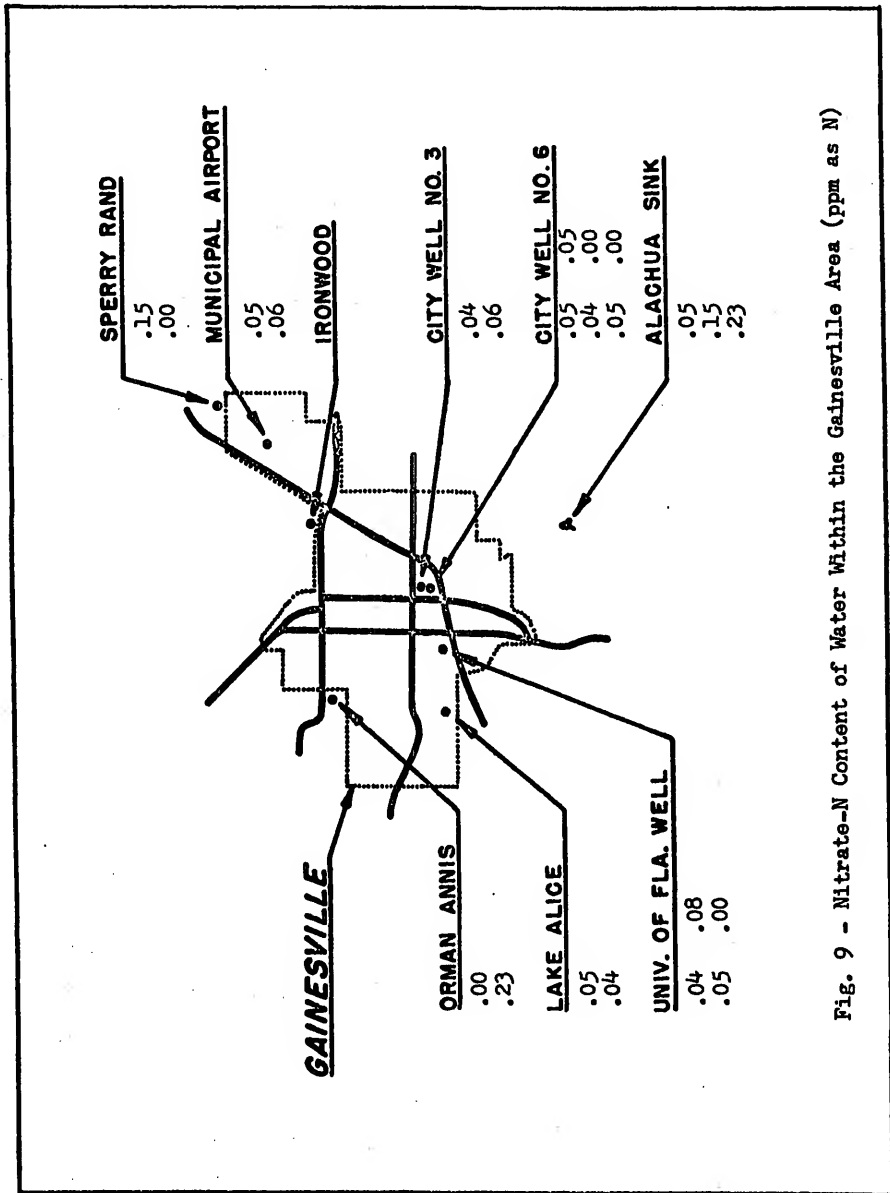 SPERRY RAND
.15
.00
MUNICIPAL AIRPORT
.05
.06
IRONWOOD
CITY WELL NO. 3
.04
.06
CITY WELL NO. 6
.05 .05
.04 .00
.05 .00
ALACHUA SINK
.05
.15
.23
GAINESVILLE
ORMAN ANNIS
.00
.23
LAKE ALICE
.05
.04
UNIV. OF FLA. WELL
.04 .08
.05 .00
Fig. 9 - Nitrate-N Content of Water Within the Gainesville Area (ppm as N)